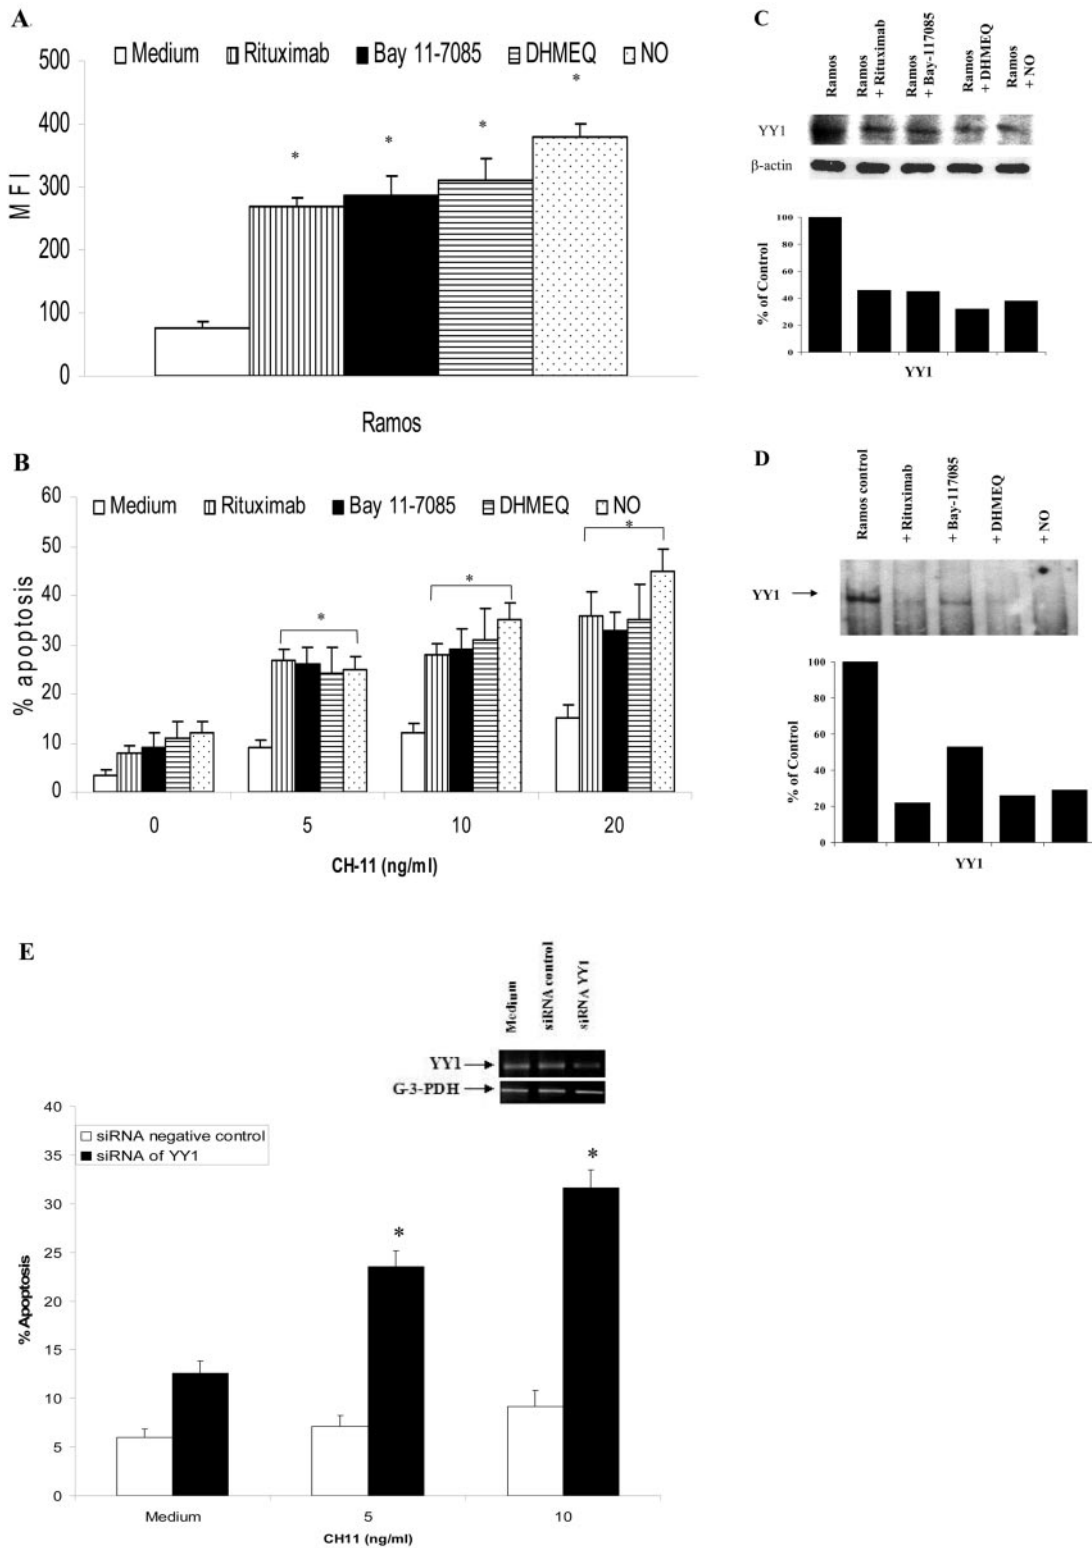 A
500 Medium Rituximab Bay 11-7085 DHMEQ NO
*
400
*
*
*
300
200
100
0
MFI
Ramos
B
60
Medium Rituximab Bay 11-7085 DHMEQ NO
50
*
40
*
30
*
20
10
0
% apoptosis
0 5 10 20
CH-11 (ng/ml)
C
Ramos
Ramos
+ Rituximab
Ramos
+ Bay-117085
Ramos
+ DHMEQ
Ramos
+ NO
YY1
β-actin
100
80
60
40
20
0
% of Control
YY1
D
Ramos control
+ Rituximab
+ Bay-117085
+ DHMEQ
+ NO
YY1
100
80
60
40
20
0
% of Control
YY1
E
Medium
siRNA control
siRNA YY1
YY1
G-3-PDH
40
siRNA negative control
siRNA of YY1
35
*
30
25
*
20
15
10
5
0
% Apoptosis
Medium 5 10
CH11 (ng/ml)